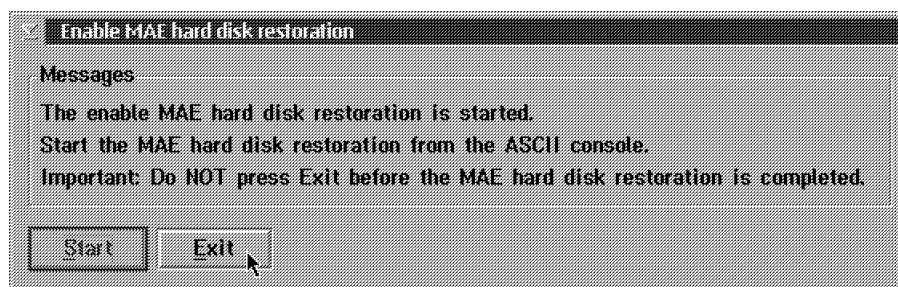 Enable MAE hard disk restoration
Messages
The enable MAE hard disk restoration is started.
Start the MAE hard disk restoration from the ASCII console.
Important: Do NOT press Exit before the MAE hard disk restoration is completed.
Start Exit